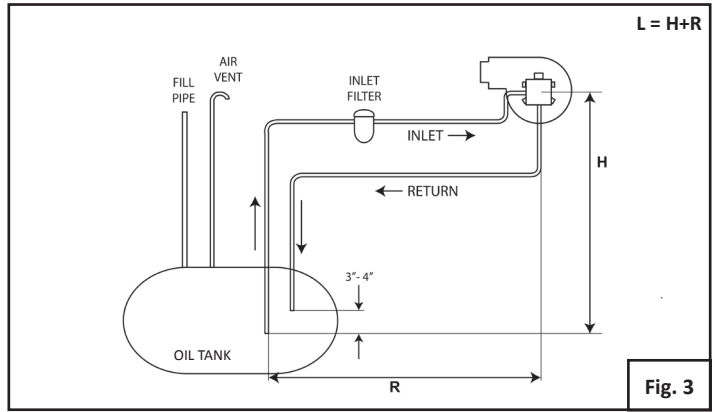 L = H+R
AIR
VENT
FILL
PIPE
INLET
FILTER
INLET
H
RETURN
3"- 4"
OIL TANK
R
Fig. 3